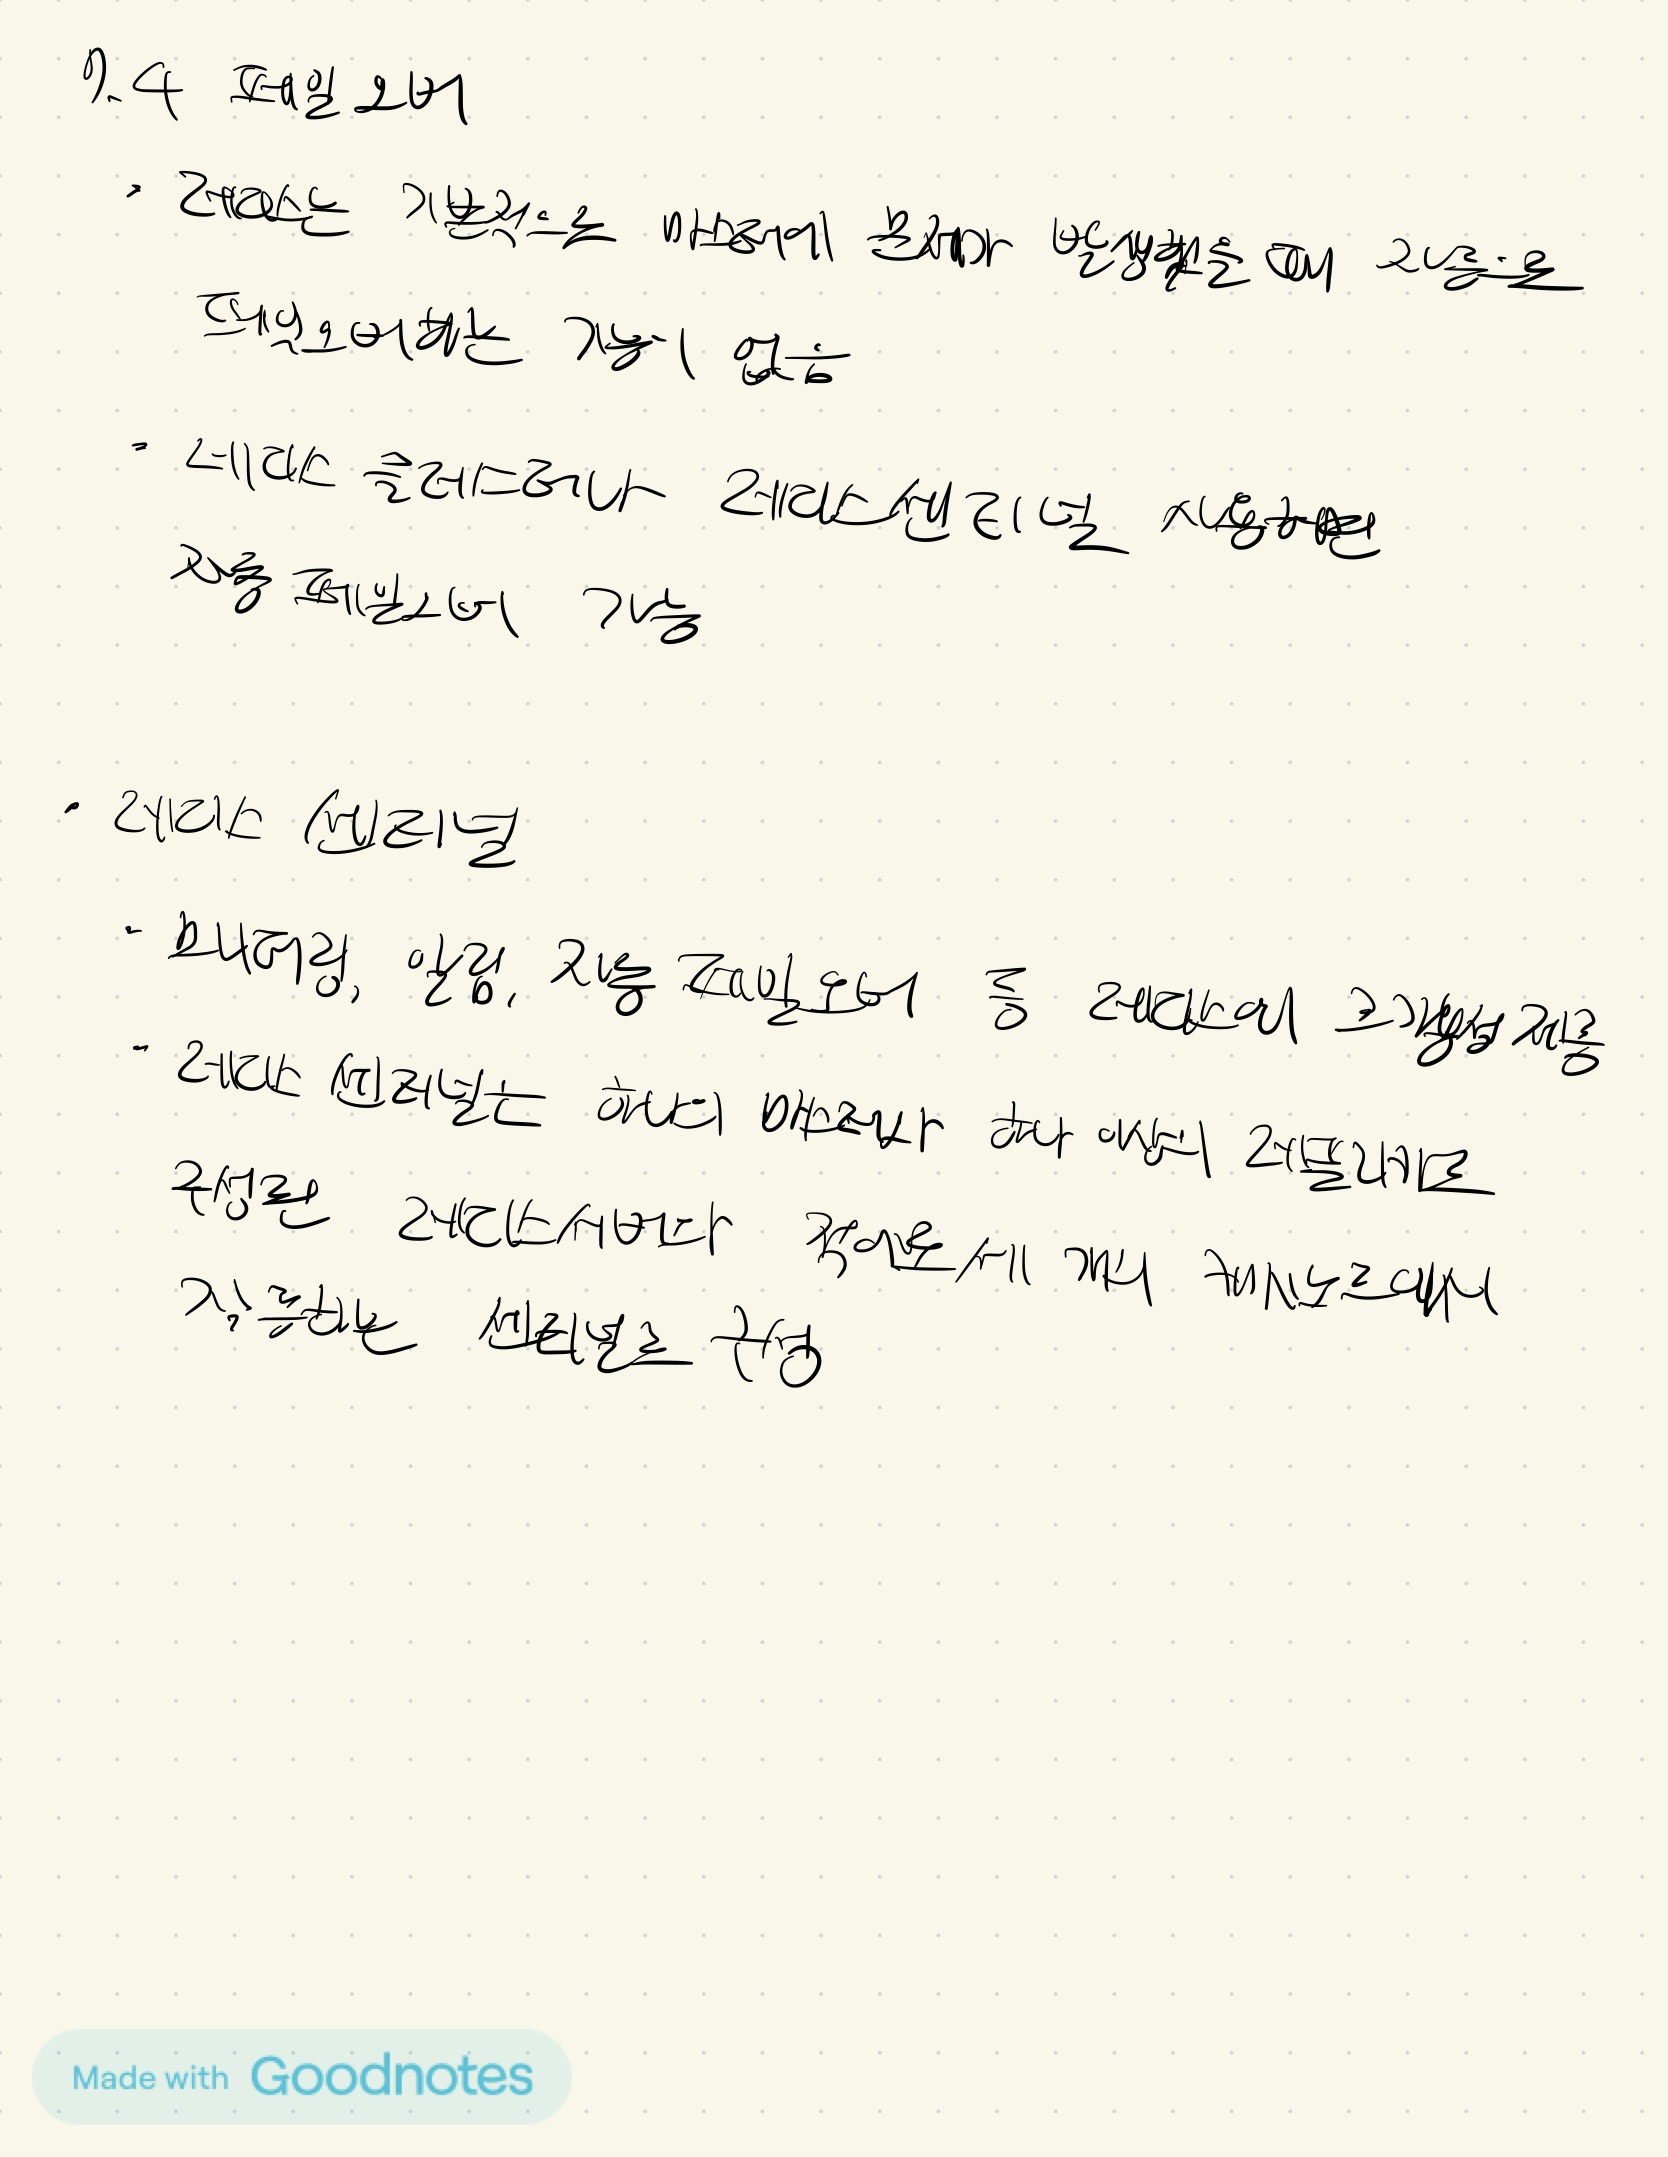 7.4 페일오버
· 레디스는 기본적으로 마스터에 문제가 발생했을 때 자동으로
페일오버하는 기능이 없음
- 레디스 클러스터나 레디스 센티널 사용하면
자동 페일오버 가능
· 레디스 센티널
- 모니터링, 알림, 자동 페일오버 등 레디스에 고가용성 제공
- 레디스 센티널은 하나의 마스터와 하나 이상의 레플리카로
구성된 레디스서버와 적어도 세 개의 노드에서
작동하는 센티널로 구성
Made with Goodnotes